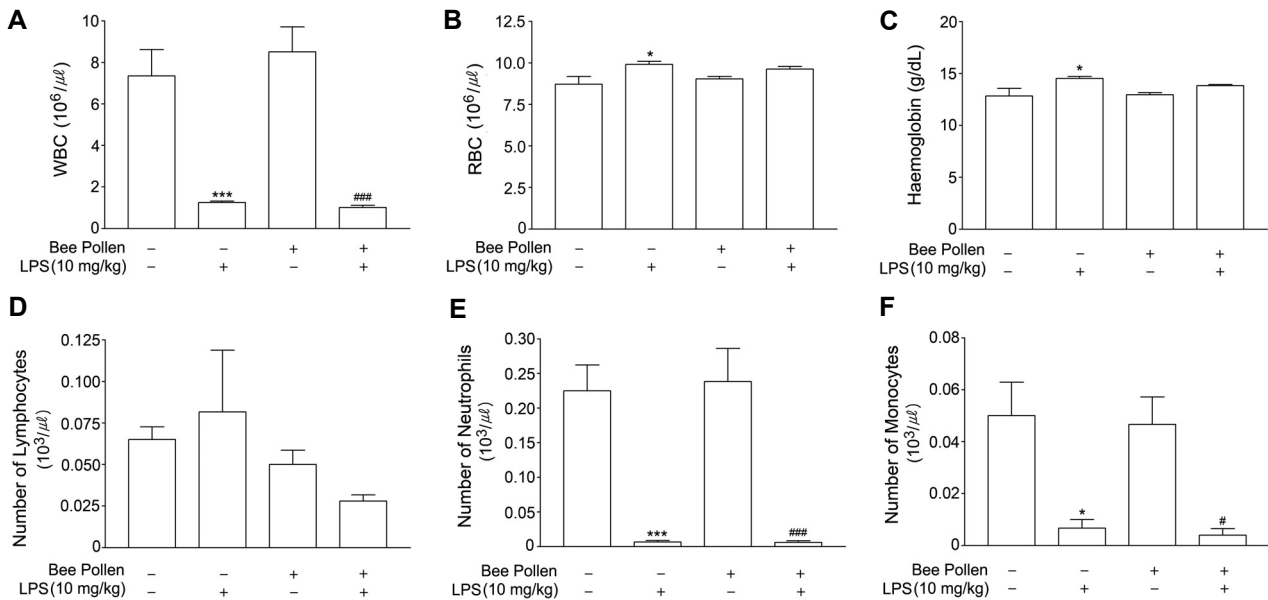 A
WBC (10⁶/μℓ)
10
8
6
4
2
0
***
###
Bee Pollen – – + +
LPS(10 mg/kg) – + – +
B
RBC (10⁶/μℓ)
12.5
10.0
7.5
5.0
2.5
0
*
Bee Pollen – – + +
LPS(10 mg/kg) – + – +
C
Haemoglobin (g/dL)
20
15
10
5
0
*
Bee Pollen – – + +
LPS(10 mg/kg) – + – +
D
Number of Lymphocytes
(10³/μℓ)
0.125
0.100
0.075
0.050
0.025
0
Bee Pollen – – + +
LPS(10 mg/kg) – + – +
E
Number of Neutrophils
(10³/μℓ)
0.30
0.25
0.20
0.15
0.10
0.05
0
***
###
Bee Pollen – – + +
LPS(10 mg/kg) – + – +
F
Number of Monocytes
(10³/μℓ)
0.08
0.06
0.04
0.02
0
*
#
Bee Pollen – – + +
LPS(10 mg/kg) – + – +